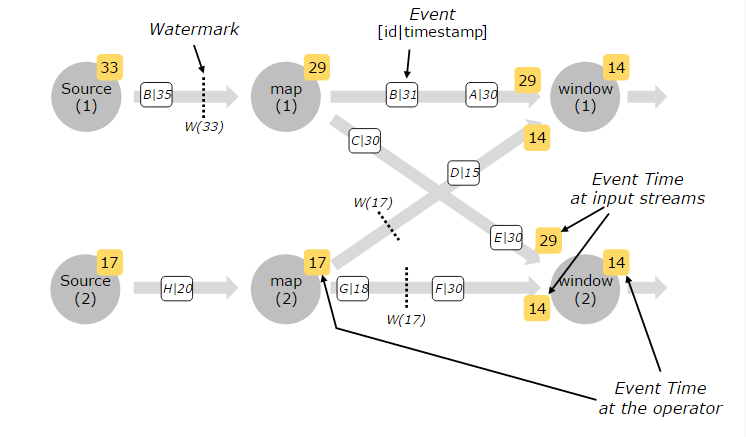 Watermark
Event
[id|timestamp]
33
29
29
14
Source
(1)
B|35
map
(1)
B|31
A|30
window
(1)
W(33)
C|30
14
D|15
Event Time
at input streams
W(17)
E|30
29
17
17
14
Source
(2)
H|20
map
(2)
G|18
F|30
window
(2)
14
W(17)
Event Time
at the operator